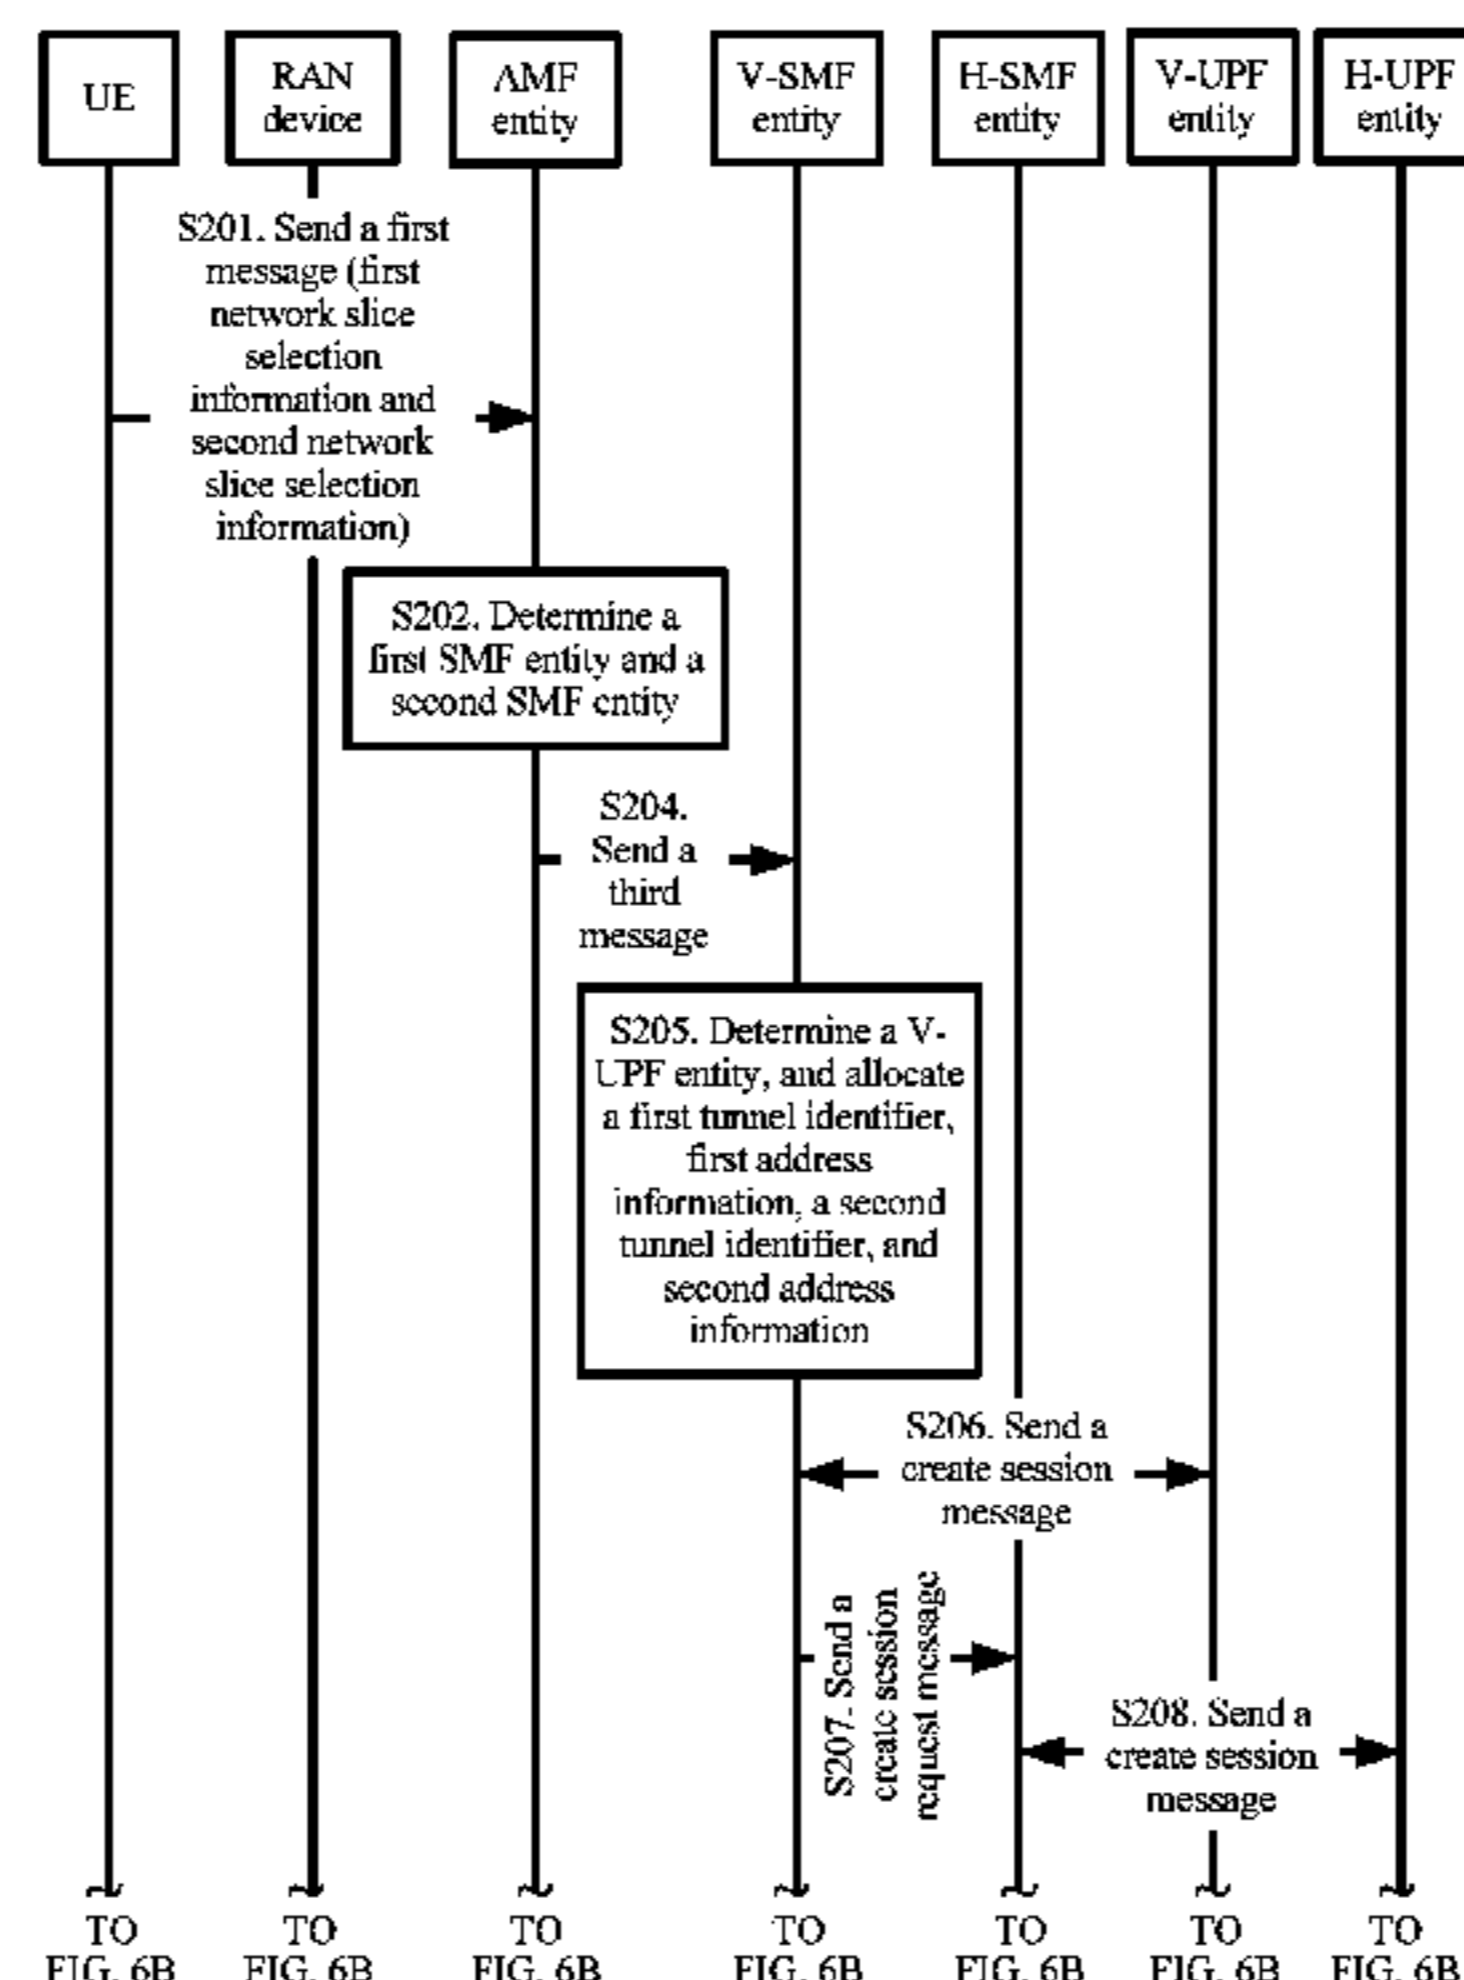 UE
RAN
device
AMF
entity
V-SMF
entity
H-SMF
entity
V-UPF
entity
H-UPF
entity
S201. Send a first
message (first
network slice
selection
information and
second network
slice selection
information)
S202. Determine a
first SMF entity and a
second SMF entity
S204.
Send a
third
message
S205. Determine a V-
UPF entity, and allocate
a first tunnel identifier,
first address
information, a second
tunnel identifier, and
second address
information
S206. Send a
create session
message
S207. Send a
create session
request message
S208. Send a
create session
message
TO
FIG. 6B
TO
FIG. 6B
TO
FIG. 6B
TO
FIG. 6B
TO
FIG. 6B
TO
FIG. 6B
TO
FIG. 6B